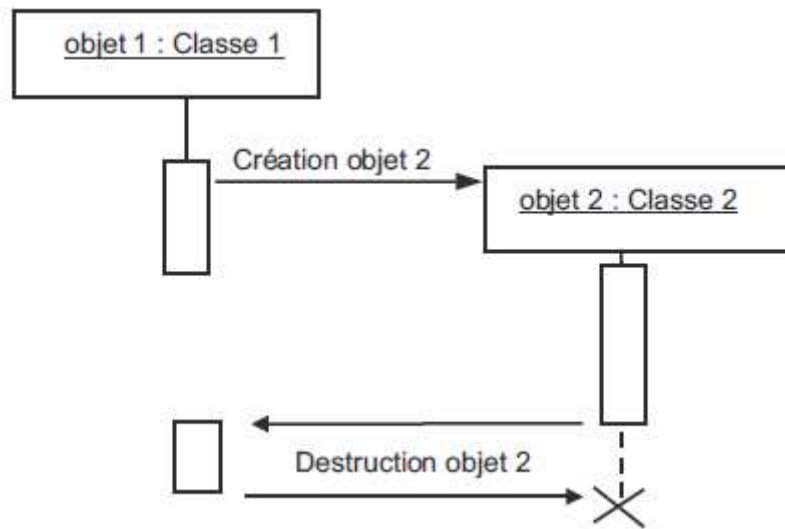 objet 1 : Classe 1
Création objet 2
objet 2 : Classe 2
Destruction objet 2